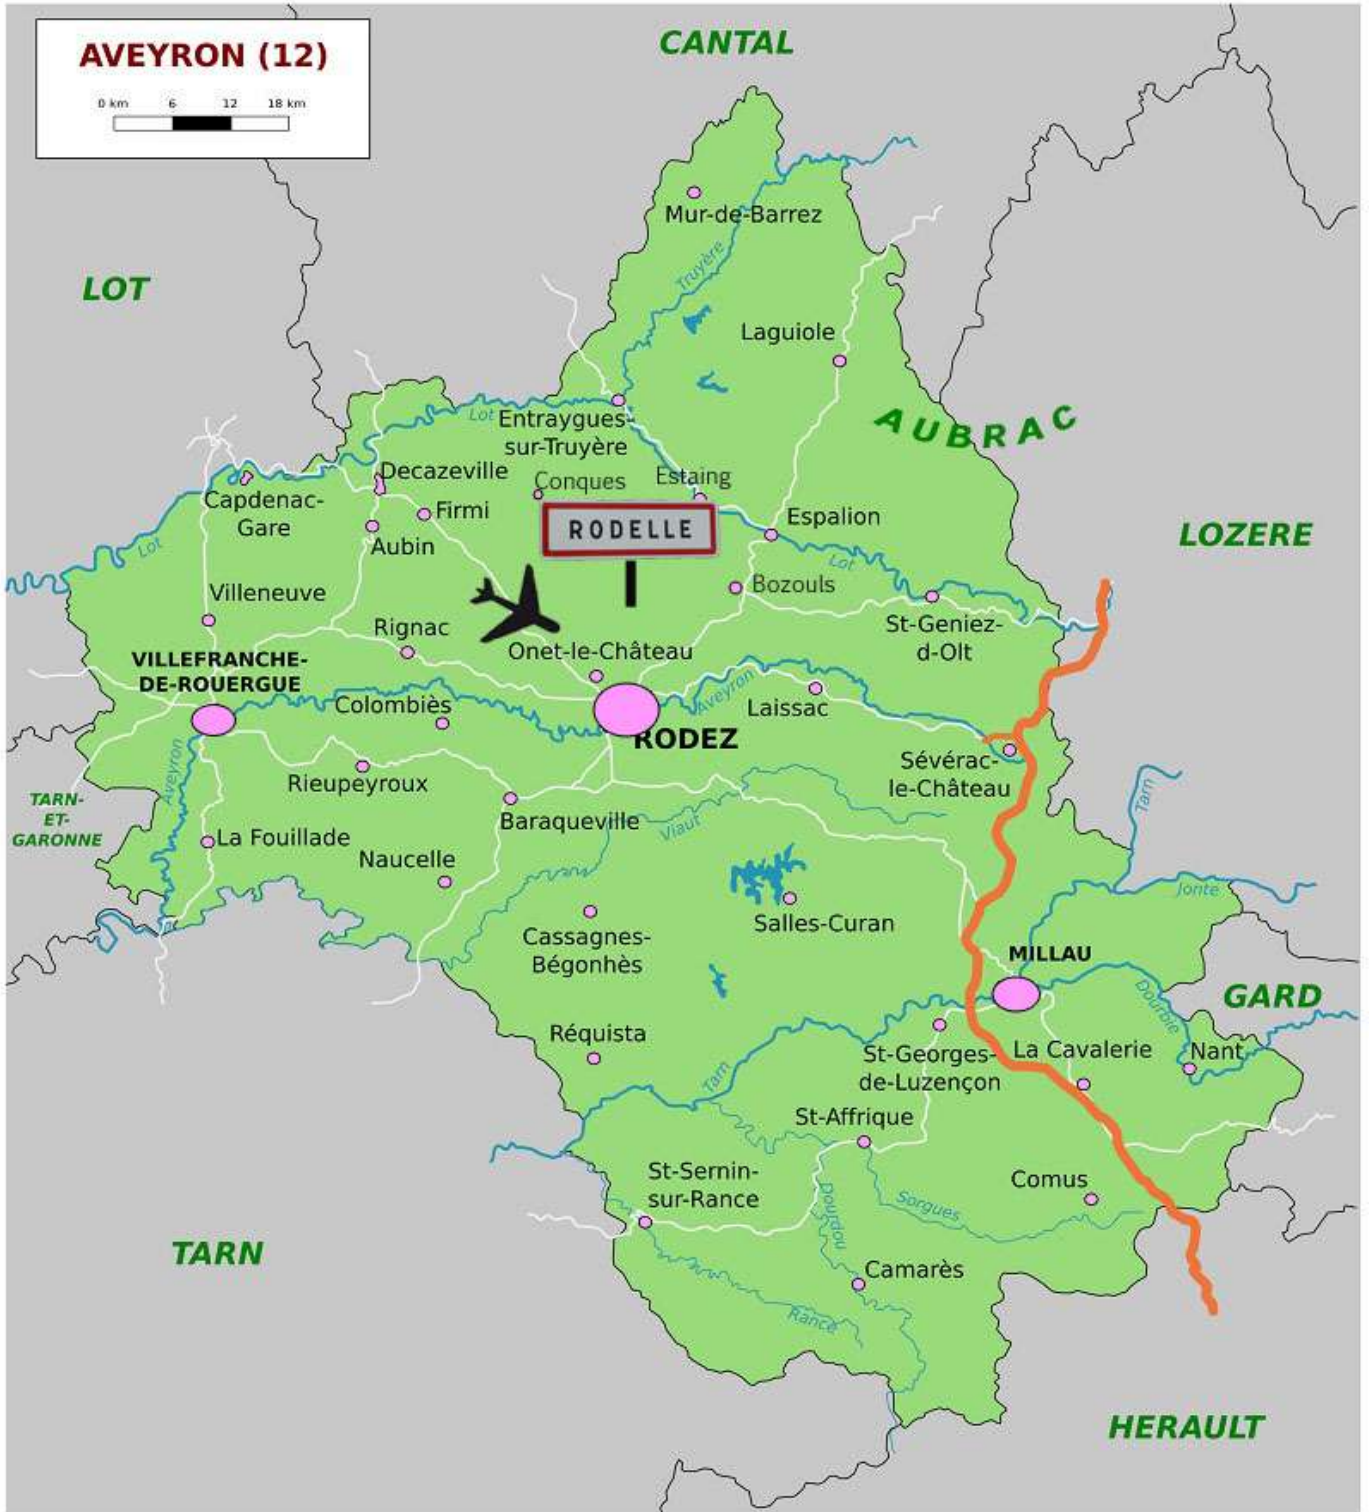 AVEYRON (12)
0 km 6 12 18 km
CANTAL
Mur-de-Barrez
Truyère
LOT
Laguiole
AUBRAC
Lot
Entraygues-
sur-Truyère
Decazeville
Conques
Estaing
Capdenac-
Gare
Firmi
RODELLE
Espalion
LOZERE
Aubin
Lot
Lot
Villeneuve
Bozouls
Rignac
St-Geniez-
d-Olt
Onet-le-Château
VILLEFRANCHE-
DE-ROUERGUE
Colombiès
Aveyron
Laissac
RODEZ
Aveyron
Rieupeyroux
Sévérac-
le-Château
TARN-
ET-
GARONNE
Tarn
La Fouillade
Baraqueville
Viaut
Naucelle
Jonte
Salles-Curan
Cassagnes-
Bégonhès
MILLAU
GARD
Dourbie
Réquista
St-Georges-
de-Luzençon
La Cavalerie
Nant
Tarn
St-Affrique
St-Sernin-
sur-Rance
Comus
Sorgues
Dourdou
TARN
Camarès
Rance
HERAULT